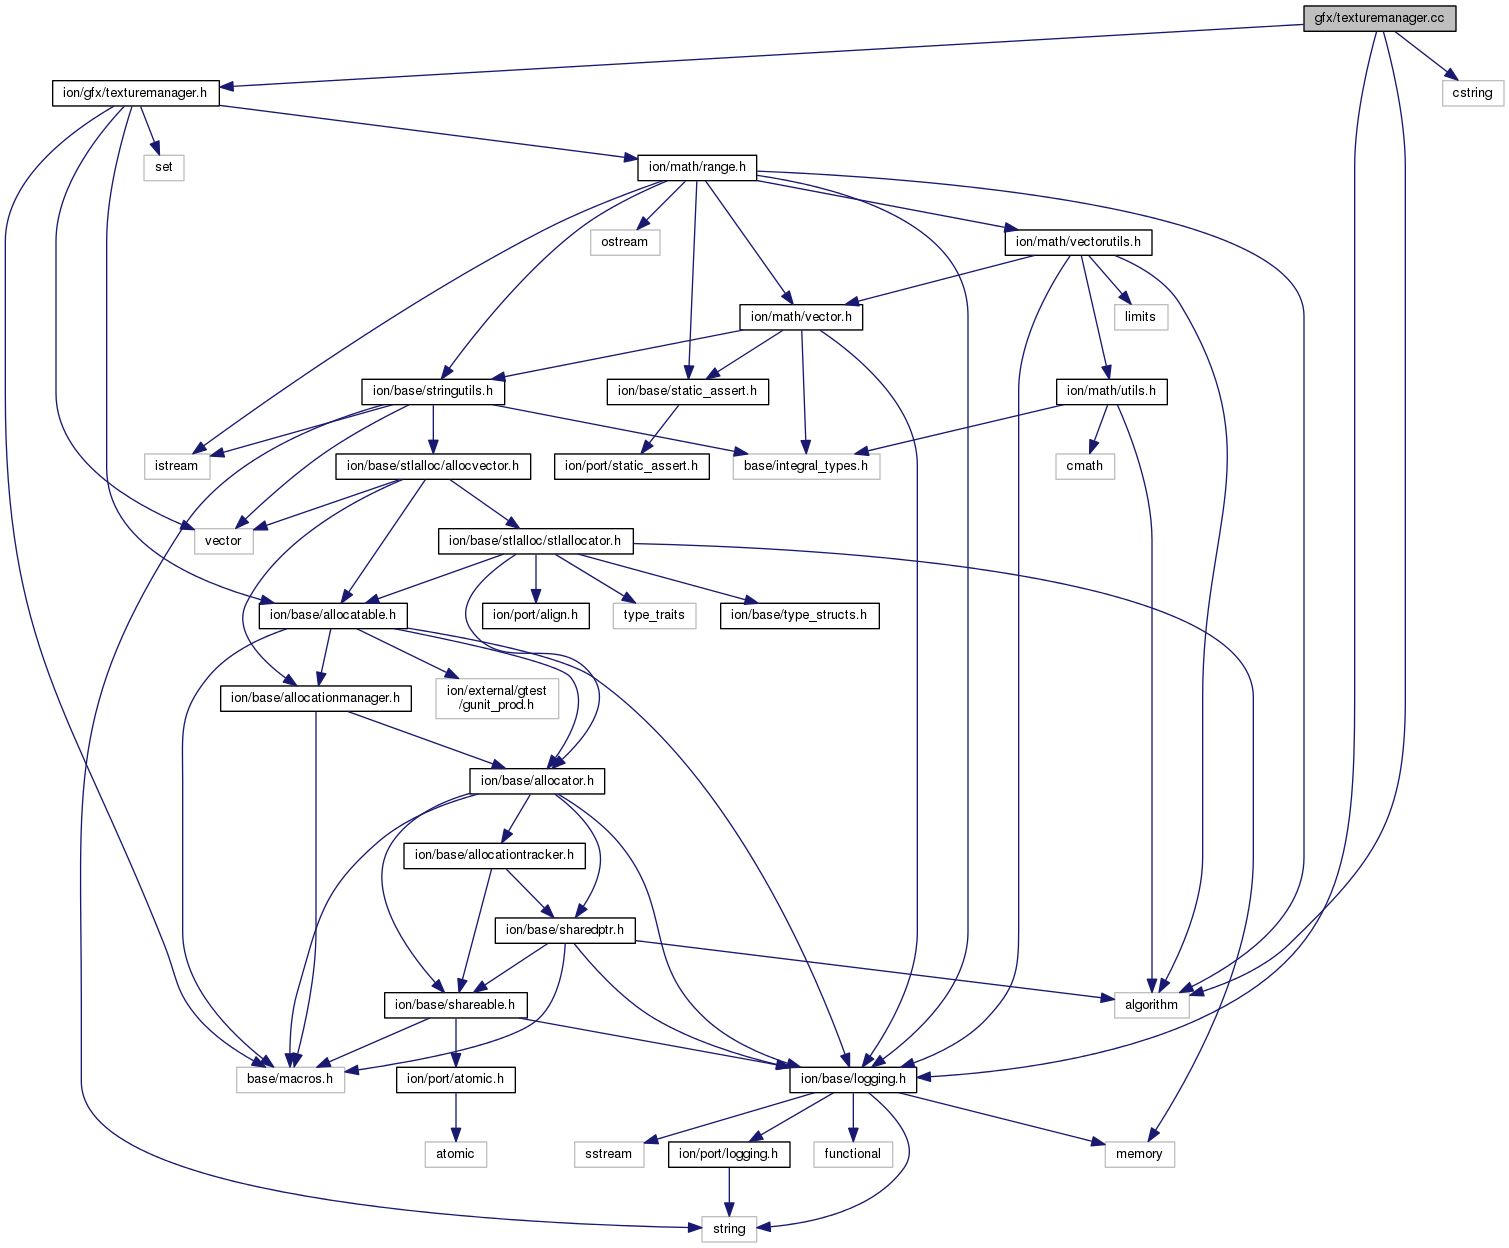 gfx/texturemanager.cc
ion/gfx/texturemanager.h
cstring
set
ion/math/range.h
ostream
ion/math/vectorutils.h
ion/math/vector.h
limits
ion/base/stringutils.h
ion/base/static_assert.h
ion/math/utils.h
istream
ion/base/stlalloc/allocvector.h
ion/port/static_assert.h
base/integral_types.h
cmath
vector
ion/base/stlalloc/stlallocator.h
ion/base/allocatable.h
ion/port/align.h
type_traits
ion/base/type_structs.h
ion/base/allocationmanager.h
ion/external/gtest
/gunit_prod.h
ion/base/allocator.h
ion/base/allocationtracker.h
ion/base/sharedptr.h
ion/base/shareable.h
algorithm
base/macros.h
ion/port/atomic.h
ion/base/logging.h
atomic
sstream
ion/port/logging.h
functional
memory
string